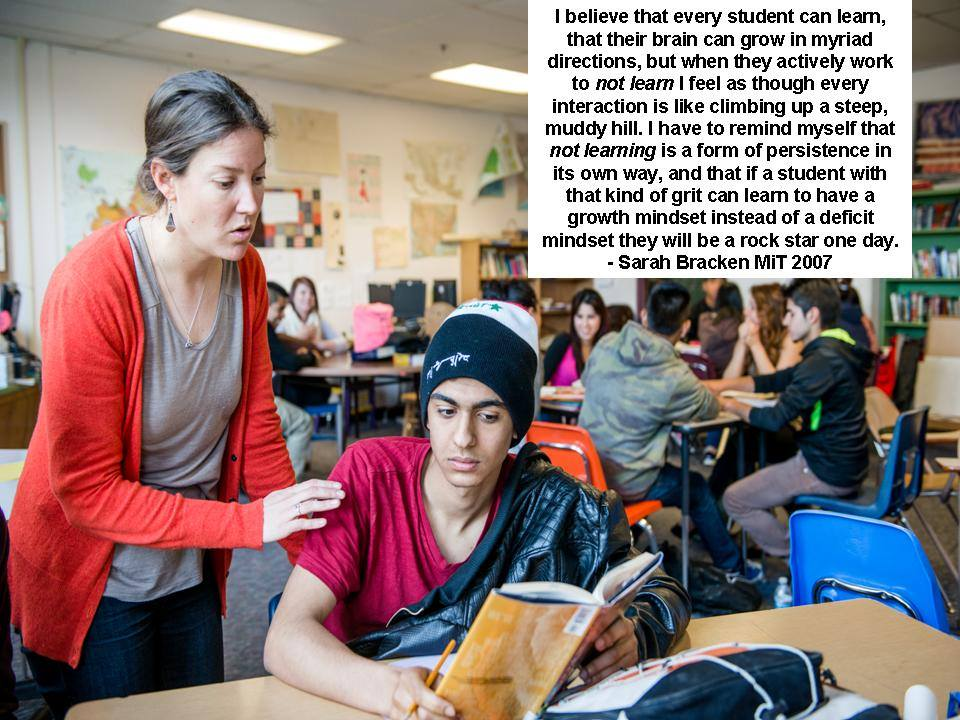 I believe that every student can learn,
that their brain can grow in myriad
directions, but when they actively work
to not learn I feel as though every
interaction is like climbing up a steep,
muddy hill. I have to remind myself that
not learning is a form of persistence in
its own way, and that if a student with
that kind of grit can learn to have a
growth mindset instead of a deficit
mindset they will be a rock star one day.
- Sarah Bracken MiT 2007